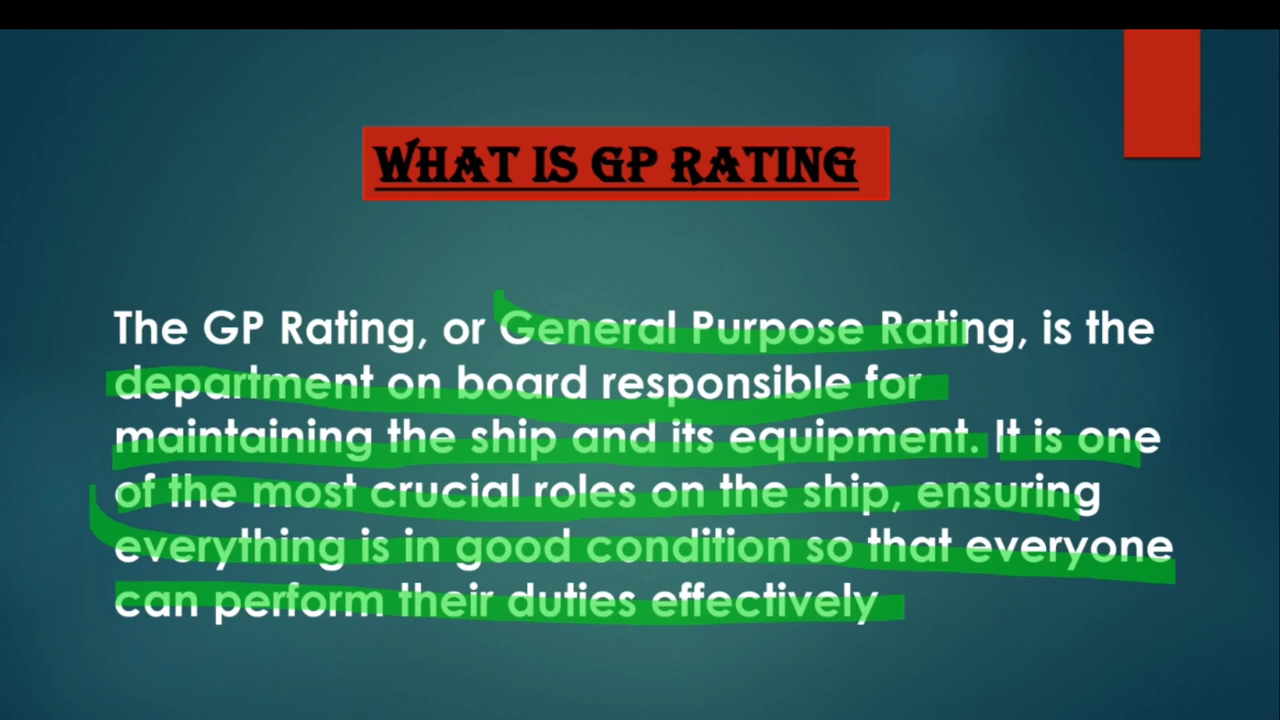 WHAT IS GP RATING
The GP Rating, or General Purpose Rating, is the
department on board responsible for
maintaining the ship and its equipment. It is one
of the most crucial roles on the ship, ensuring
everything is in good condition so that everyone
can perform their duties effectively